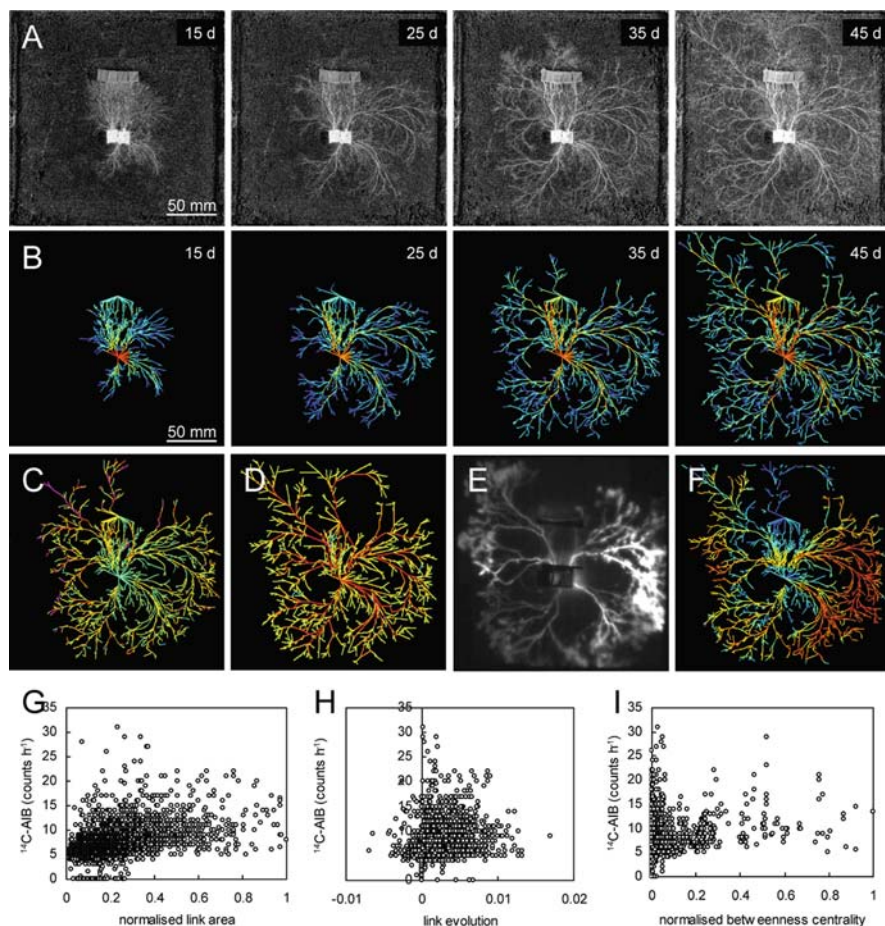 A
15 d
25 d
35 d
45 d
50 mm
B
15 d
25 d
35 d
45 d
50 mm
C
D
E
F
G
35
30
25
20
15
10
5
0
¹⁴C-AIB (counts h⁻¹)
0
0.2
0.4
0.6
0.8
1
normalised link area
H
35
30
25
20
15
10
5
0
¹⁴C-AIB (counts h⁻¹)
-0.01
0
0.01
0.02
link evolution
I
35
30
25
20
15
10
5
0
¹⁴C-AIB (counts h⁻¹)
0
0.2
0.4
0.6
0.8
1
normalised betweenness centrality